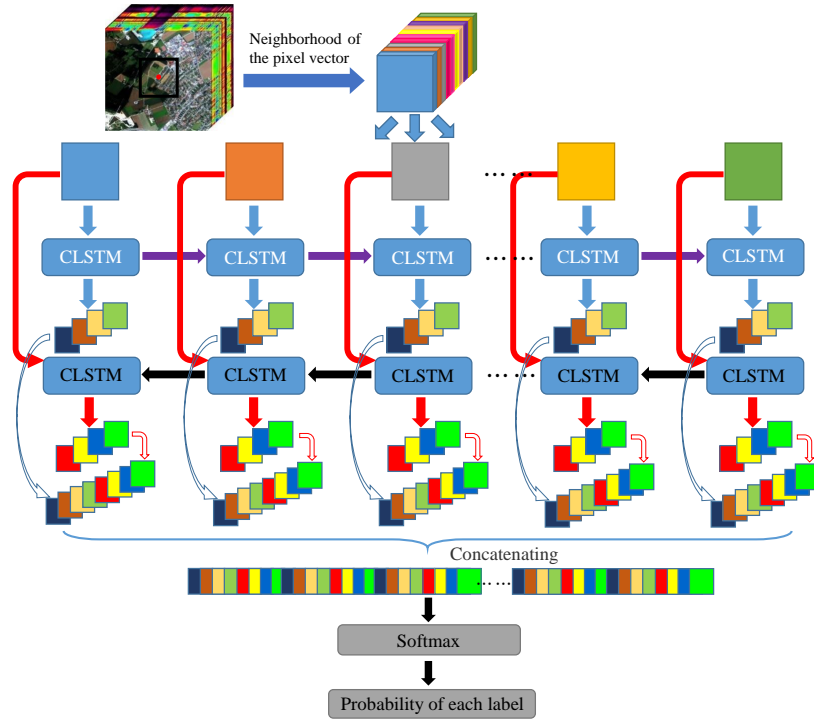 Neighborhood of
the pixel vector
……
CLSTM
CLSTM
CLSTM
……
CLSTM
CLSTM
CLSTM
CLSTM
CLSTM
……
CLSTM
CLSTM
Concatenating
……
Softmax
Probability of each label